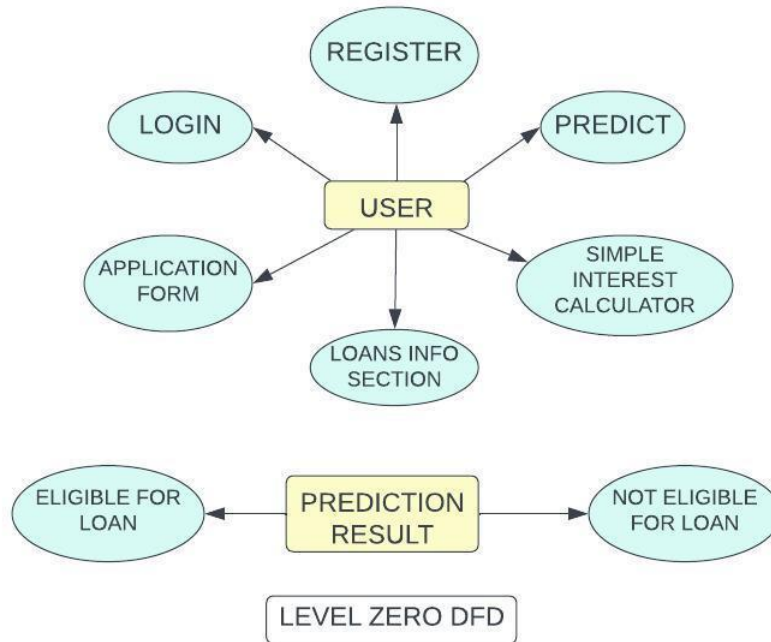 REGISTER
LOGIN
PREDICT
USER
APPLICATION
FORM
SIMPLE
INTEREST
CALCULATOR
LOANS INFO
SECTION
ELIGIBLE FOR
LOAN
PREDICTION
RESULT
NOT ELIGIBLE
FOR LOAN
LEVEL ZERO DFD